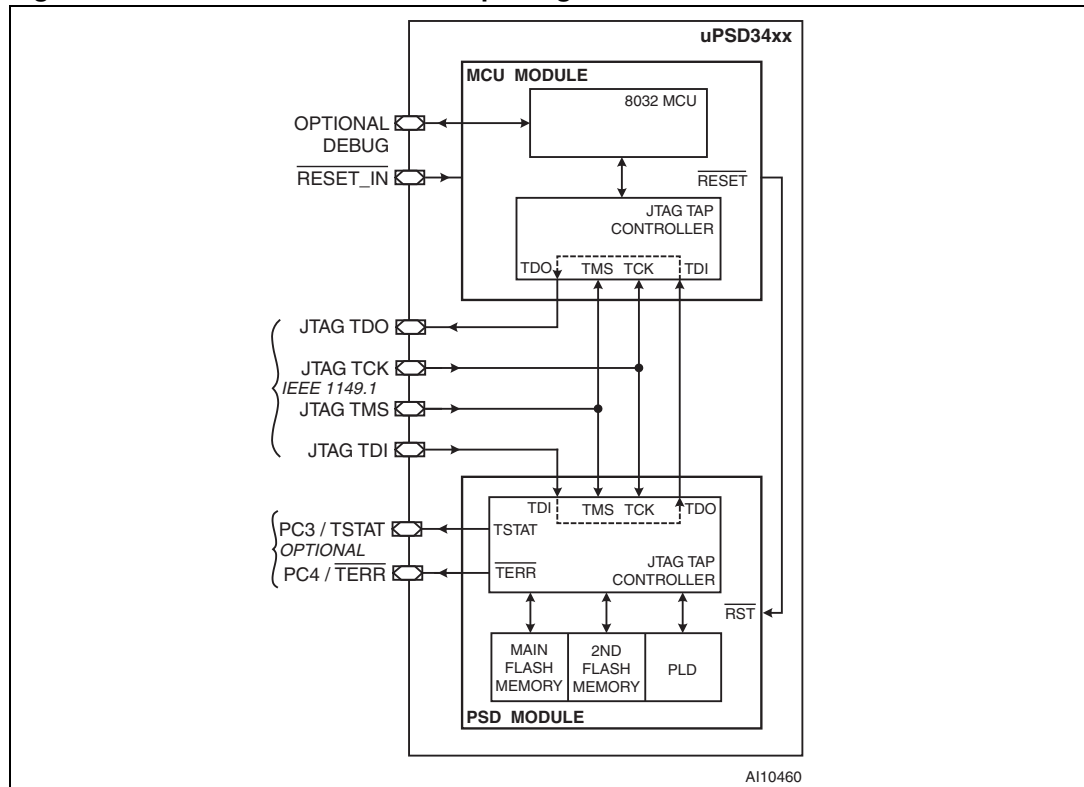 uPSD34xx
MCU MODULE
8032 MCU
OPTIONAL
DEBUG
RESET_IN
RESET
JTAG TAP
CONTROLLER
TDO TMS TCK TDI
JTAG TDO
JTAG TCK
IEEE 1149.1
JTAG TMS
JTAG TDI
TDI TMS TCK TDO
PC3 / TSTAT
TSTAT
OPTIONAL
PC4 / TERR
TERR
JTAG TAP
CONTROLLER
RST
MAIN
FLASH
MEMORY
2ND
FLASH
MEMORY
PLD
PSD MODULE
AI10460